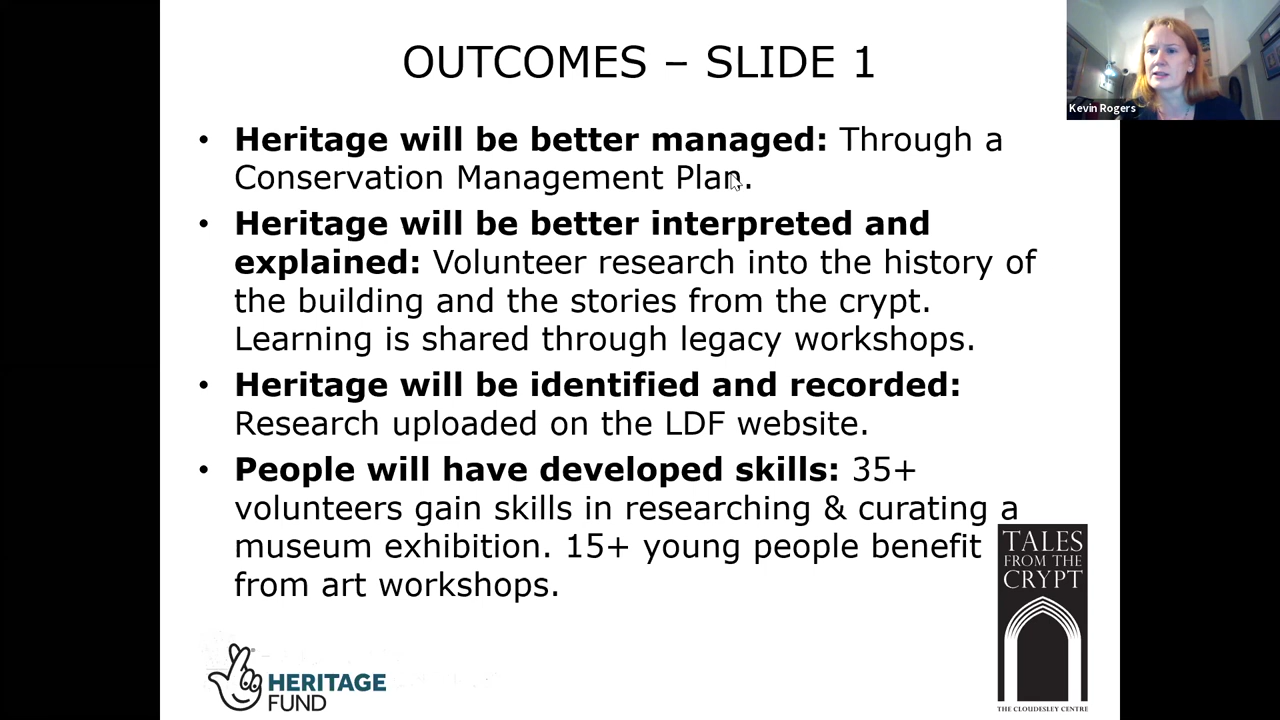 OUTCOMES – SLIDE 1
Kevin Rogers
• Heritage will be better managed: Through a
Conservation Management Plan.
• Heritage will be better interpreted and
explained: Volunteer research into the history of
the building and the stories from the crypt.
Learning is shared through legacy workshops.
• Heritage will be identified and recorded:
Research uploaded on the LDF website.
• People will have developed skills: 35+
volunteers gain skills in researching & curating a
museum exhibition. 15+ young people benefit
from art workshops.
TALES
FROM THE
CRYPT
THE CLOUDESLEY CENTRE
HERITAGE
FUND